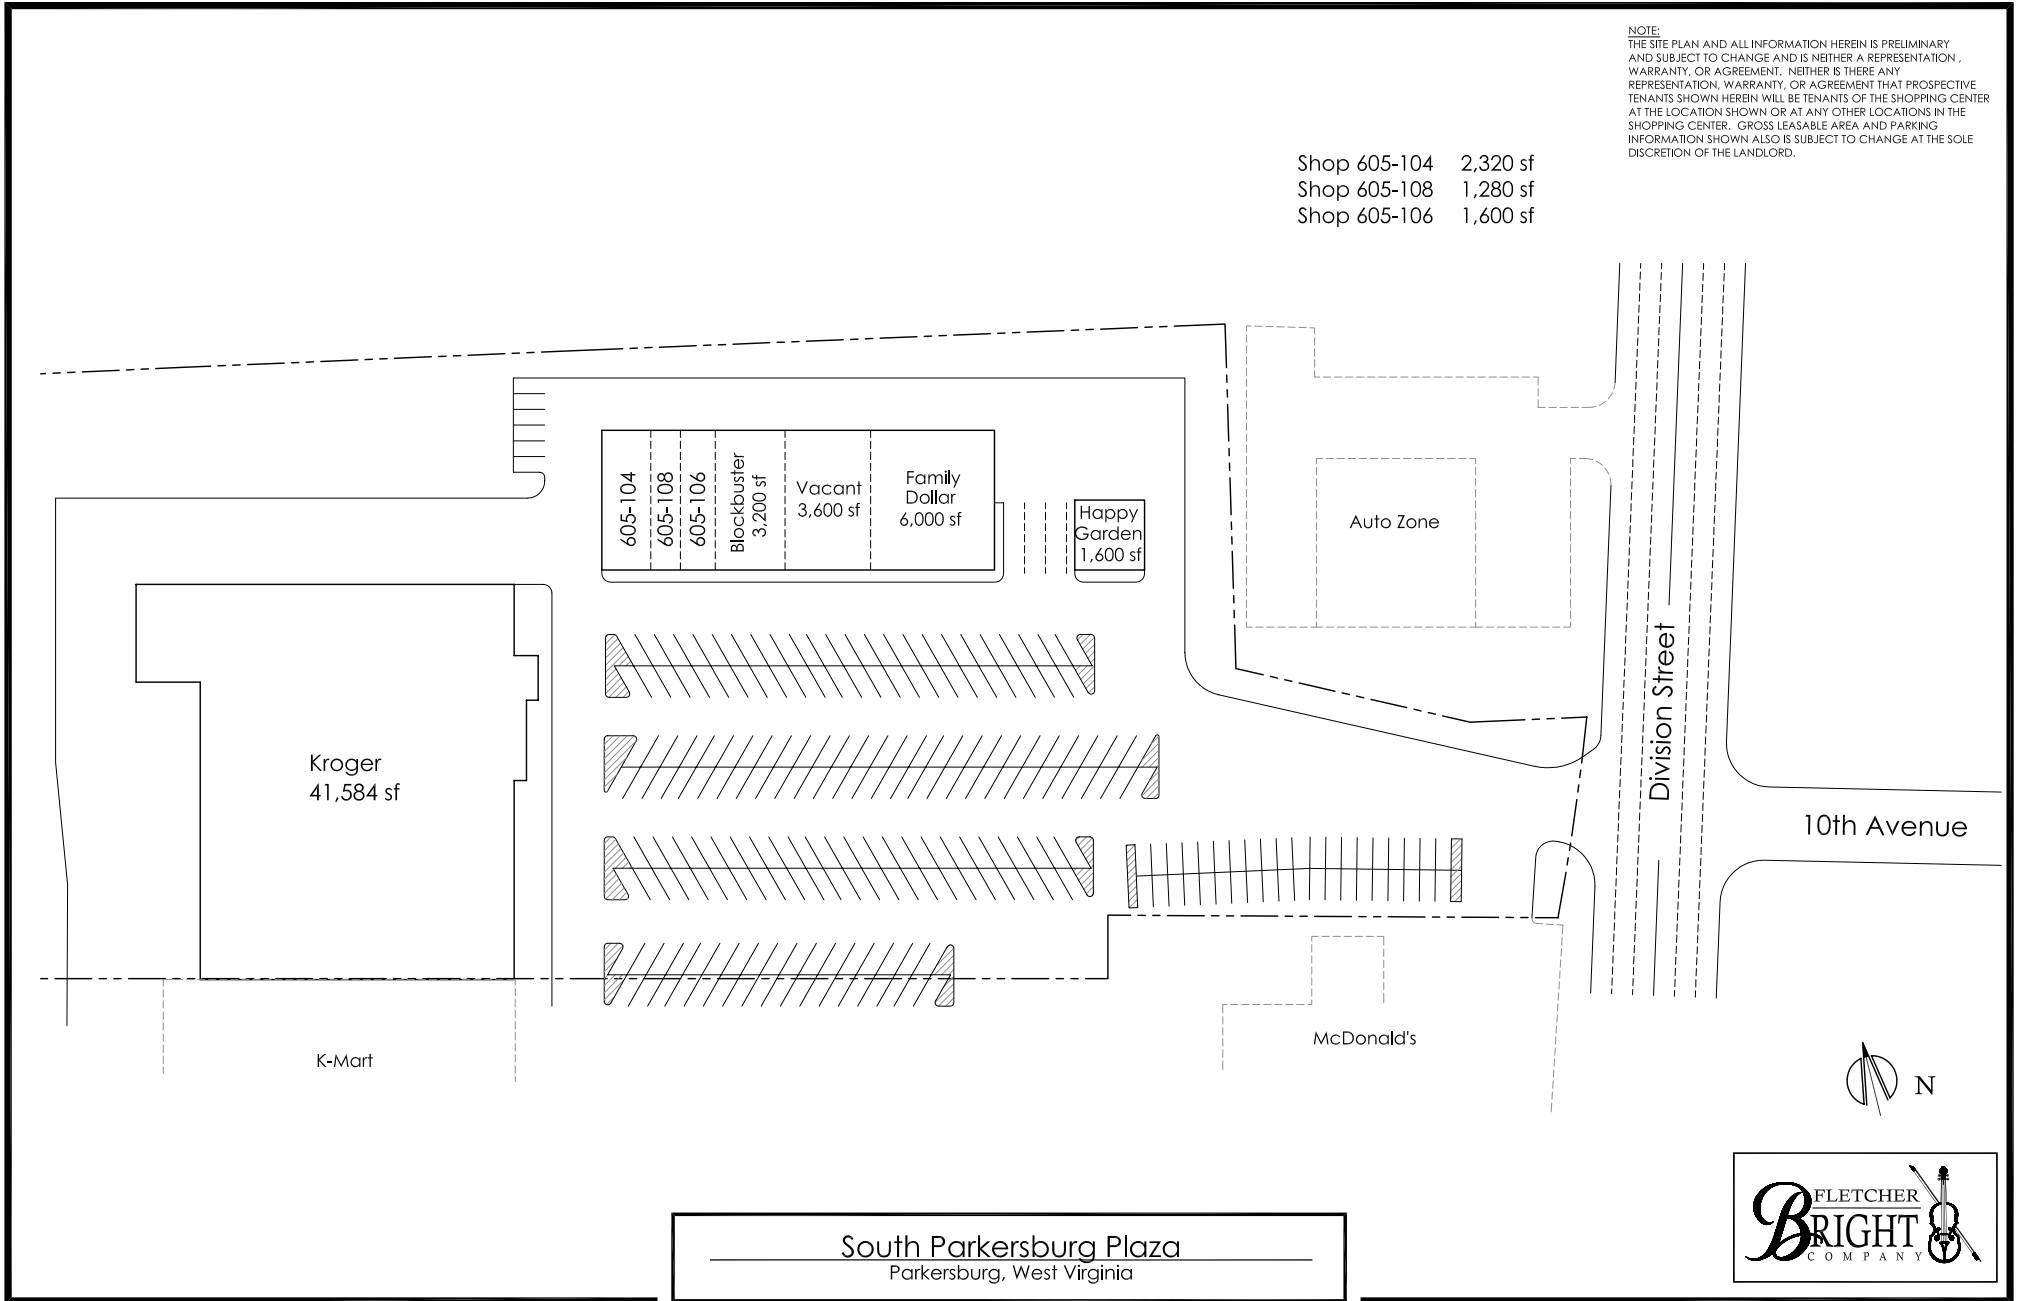 NOTE:
THE SITE PLAN AND ALL INFORMATION HEREIN IS PRELIMINARY
AND SUBJECT TO CHANGE AND IS NEITHER A REPRESENTATION ,
WARRANTY, OR AGREEMENT.  NEITHER IS THERE ANY
REPRESENTATION, WARRANTY, OR AGREEMENT THAT PROSPECTIVE
TENANTS SHOWN HEREIN WILL BE TENANTS OF THE SHOPPING CENTER
AT THE LOCATION SHOWN OR AT ANY OTHER LOCATIONS IN THE
SHOPPING CENTER.  GROSS LEASABLE AREA AND PARKING
INFORMATION SHOWN ALSO IS SUBJECT TO CHANGE AT THE SOLE
DISCRETION OF THE LANDLORD.
Shop 605-104 2,320 sf
Shop 605-108 1,280 sf
Shop 605-106 1,600 sf
605-104
605-108
605-106
Blockbuster
3,200 sf
Vacant
3,600 sf
Family
Dollar
6,000 sf
Happy
Garden
1,600 sf
Auto Zone
Division Street
Kroger
41,584 sf
10th Avenue
K-Mart
McDonald's
N
FLETCHER
BRIGHT
COMPANY
South Parkersburg Plaza
Parkersburg, West Virginia